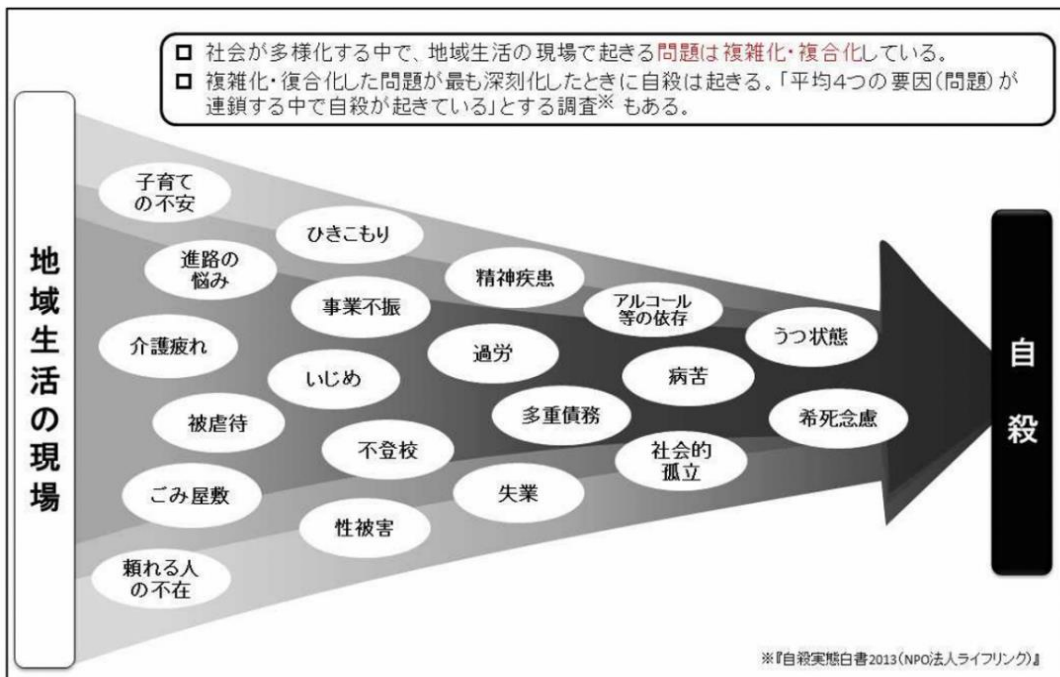 □ 社会が多様化する中で、地域生活の現場で起きる問題は複雑化・複合化している。
□ 複雑化・復合化した問題が最も深刻化したときに自殺は起きる。「平均4つの要因(問題)が
連鎖する中で自殺が起きている」とする調査※ もある。
地域生活の現場
子育て
の不安
ひきこもり
進路の
悩み
精神疾患
事業不振
アルコール
等の依存
うつ状態
介護疲れ
過労
いじめ
病苦
被虐待
多重債務
希死念慮
不登校
社会的
孤立
ごみ屋敷
失業
性被害
頼れる人
の不在
自殺
※『自殺実態白書2013(NPO法人ライフリンク)』